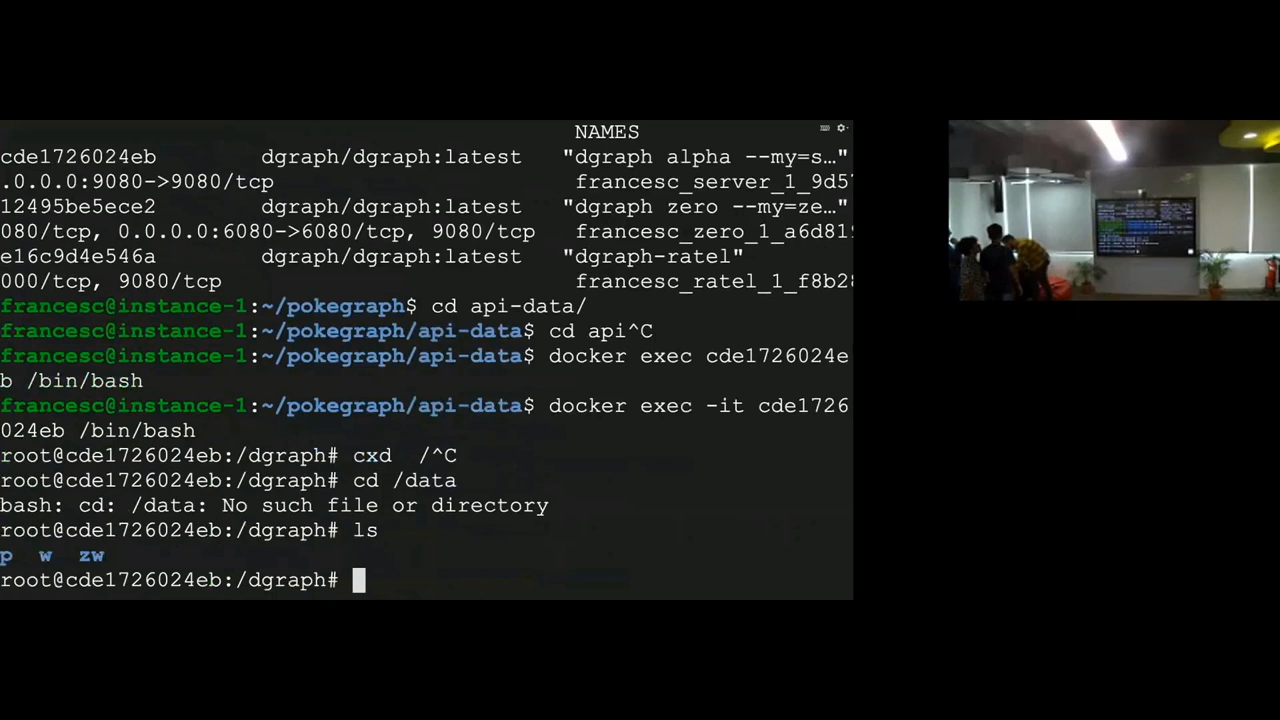 NAMES
cde1726024eb dgraph/dgraph:latest "dgraph alpha --my=s…"
.0.0.0:9080->9080/tcp francesc_server_1_9d57
12495be5ece2 dgraph/dgraph:latest "dgraph zero --my=ze…"
080/tcp, 0.0.0.0:6080->6080/tcp, 9080/tcp francesc_zero_1_a6d819
e16c9d4e546a dgraph/dgraph:latest "dgraph-ratel"
000/tcp, 9080/tcp francesc_ratel_1_f8b28
francesc@instance-1:~/pokegraph$ cd api-data/
francesc@instance-1:~/pokegraph/api-data$ cd api^C
francesc@instance-1:~/pokegraph/api-data$ docker exec cde1726024e
b /bin/bash
francesc@instance-1:~/pokegraph/api-data$ docker exec -it cde1726
024eb /bin/bash
root@cde1726024eb:/dgraph# cxd /^C
root@cde1726024eb:/dgraph# cd /data
bash: cd: /data: No such file or directory
root@cde1726024eb:/dgraph# ls
p w zw
root@cde1726024eb:/dgraph#